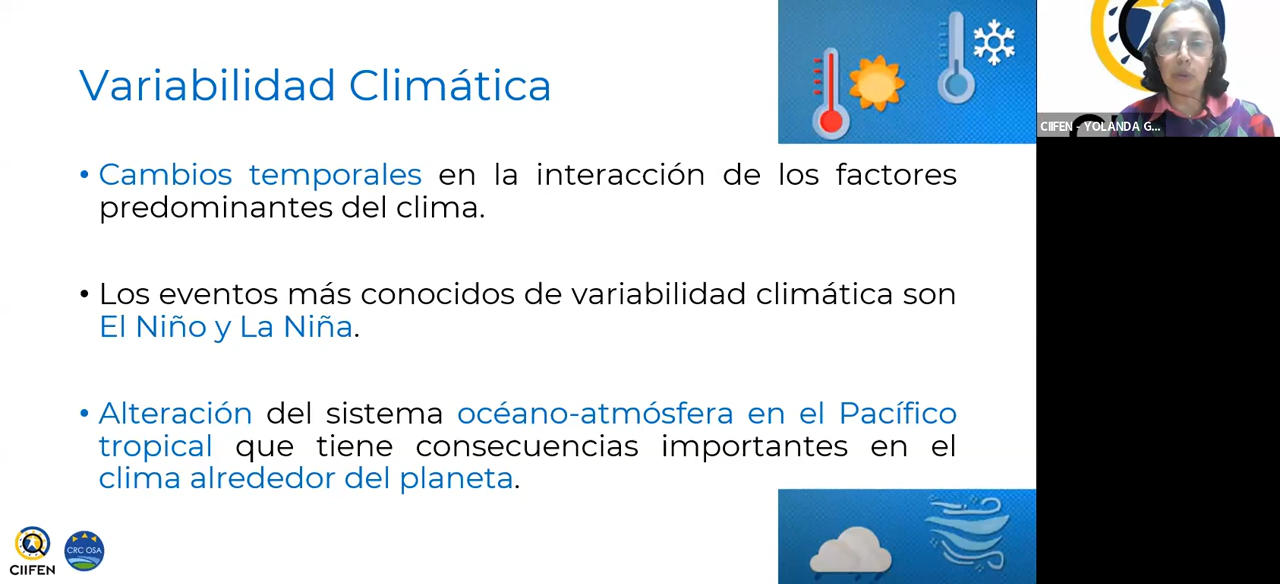 Variabilidad Climática
CIIFEN - YOLANDA G...
• Cambios temporales en la interacción de los factores
predominantes del clima.
• Los eventos más conocidos de variabilidad climática son
El Niño y La Niña.
• Alteración del sistema océano-atmósfera en el Pacífico
tropical que tiene consecuencias importantes en el
clima alrededor del planeta.
CIIFEN
CRC OSA